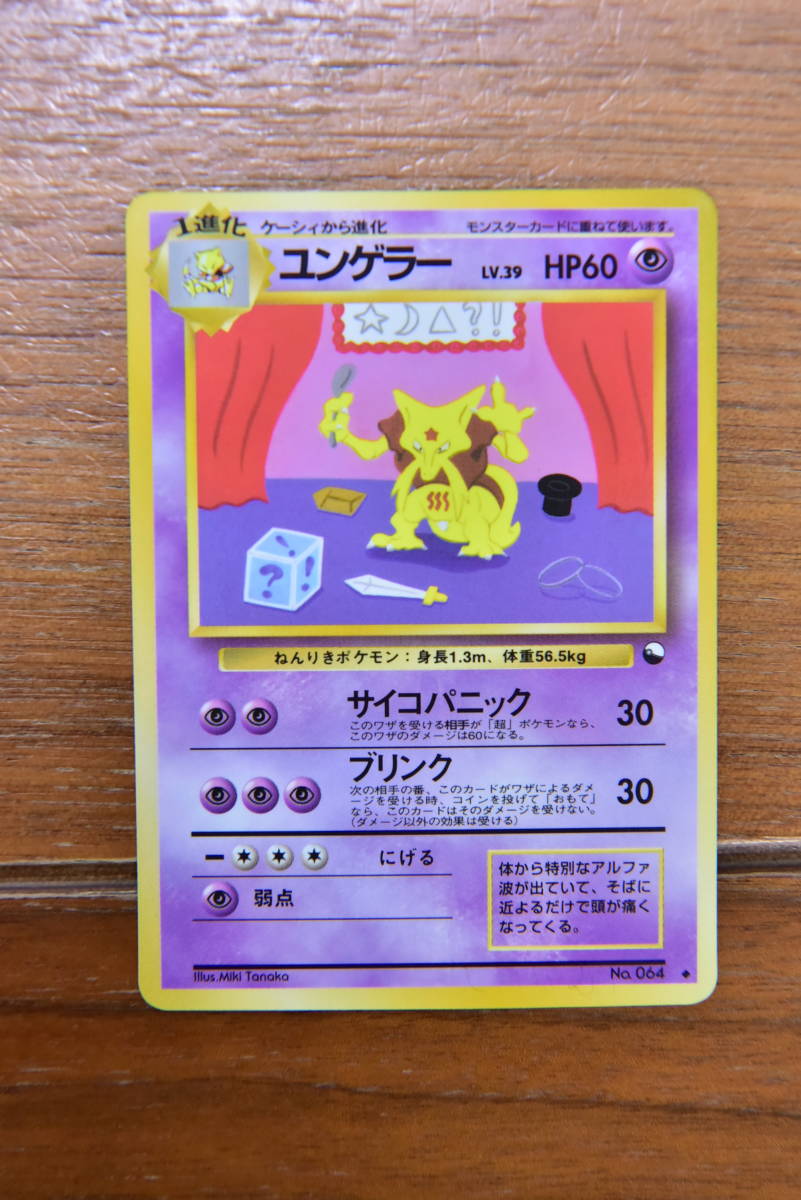 1進化 ケーシィから進化 モンスターカードに重ねて使います。
ユンゲラー LV.39 HP60
?!
?!!
ねんりきポケモン：身長1.3m、体重56.5kg
サイコパニック 30
このワザを受ける相手が「超」ポケモンなら、
このワザのダメージは60になる。
ブリンク 30
次の相手の番、このカードがワザによるダメ
ージを受ける時、コインを投げて「おもて」
なら、このカードはそのダメージを受けない。
（ダメージ以外の効果は受ける）
にげる
弱点
体から特別なアルファ
波が出ていて、そばに
近よるだけで頭が痛く
なってくる。
Illus.Miki Tanaka No. 064